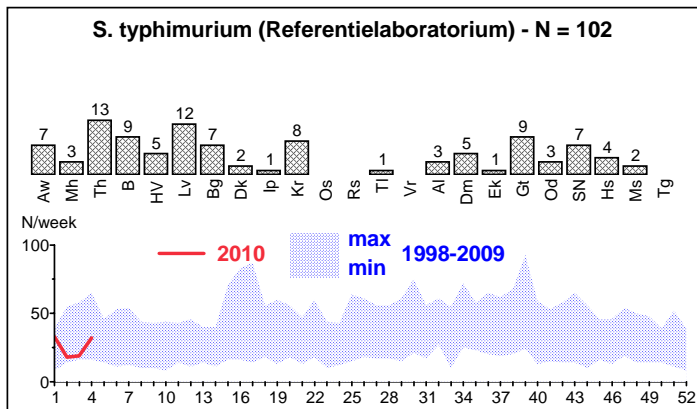 S. typhimurium (Referentielaboratorium) - N = 102
7 3 13 9 5 12 7 2 1 8 1 3 5 1 9 3 7 4 2
Aw Mh Th B HV Lv Bg Dk Ip Kr Os Rs Tl Vr Al Dm Ek Gt Od SN Hs Ms Tg
N/week
100
2010
max
min
1998-2009
50
0
1 4 7 10 13 16 19 22 25 28 31 34 37 40 43 46 49 52